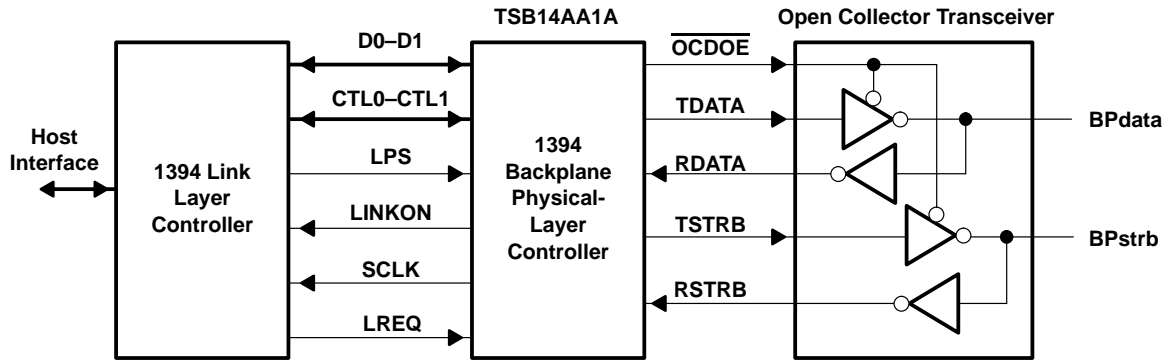 TSB14AA1A
Open Collector Transceiver
D0–D1
OCDOE
CTL0–CTL1
TDATA
BPdata
Host
Interface
1394 Link
Layer
Controller
LPS
1394
Backplane
Physical-
Layer
Controller
RDATA
LINKON
TSTRB
BPstrb
SCLK
RSTRB
LREQ